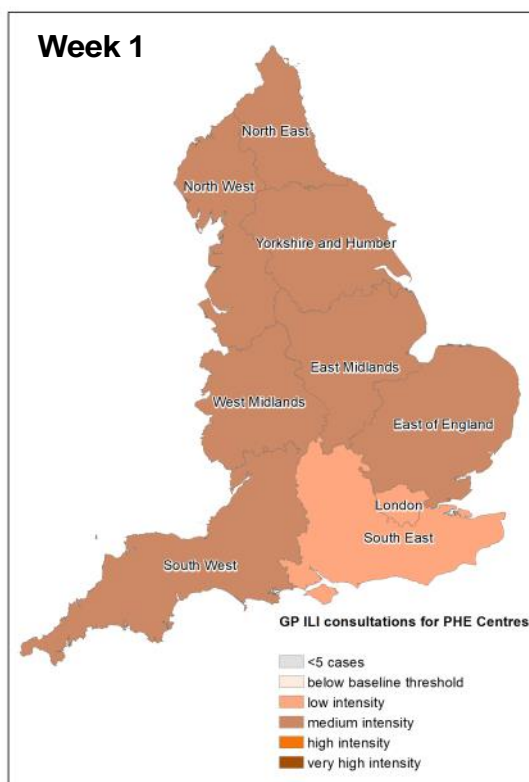 Week 1
North East
North West
Yorkshire and Humber
East Midlands
West Midlands
East of England
London
South East
South West
GP ILI consultations for PHE Centres
<5 cases
below baseline threshold
low intensity
medium intensity
high intensity
very high intensity